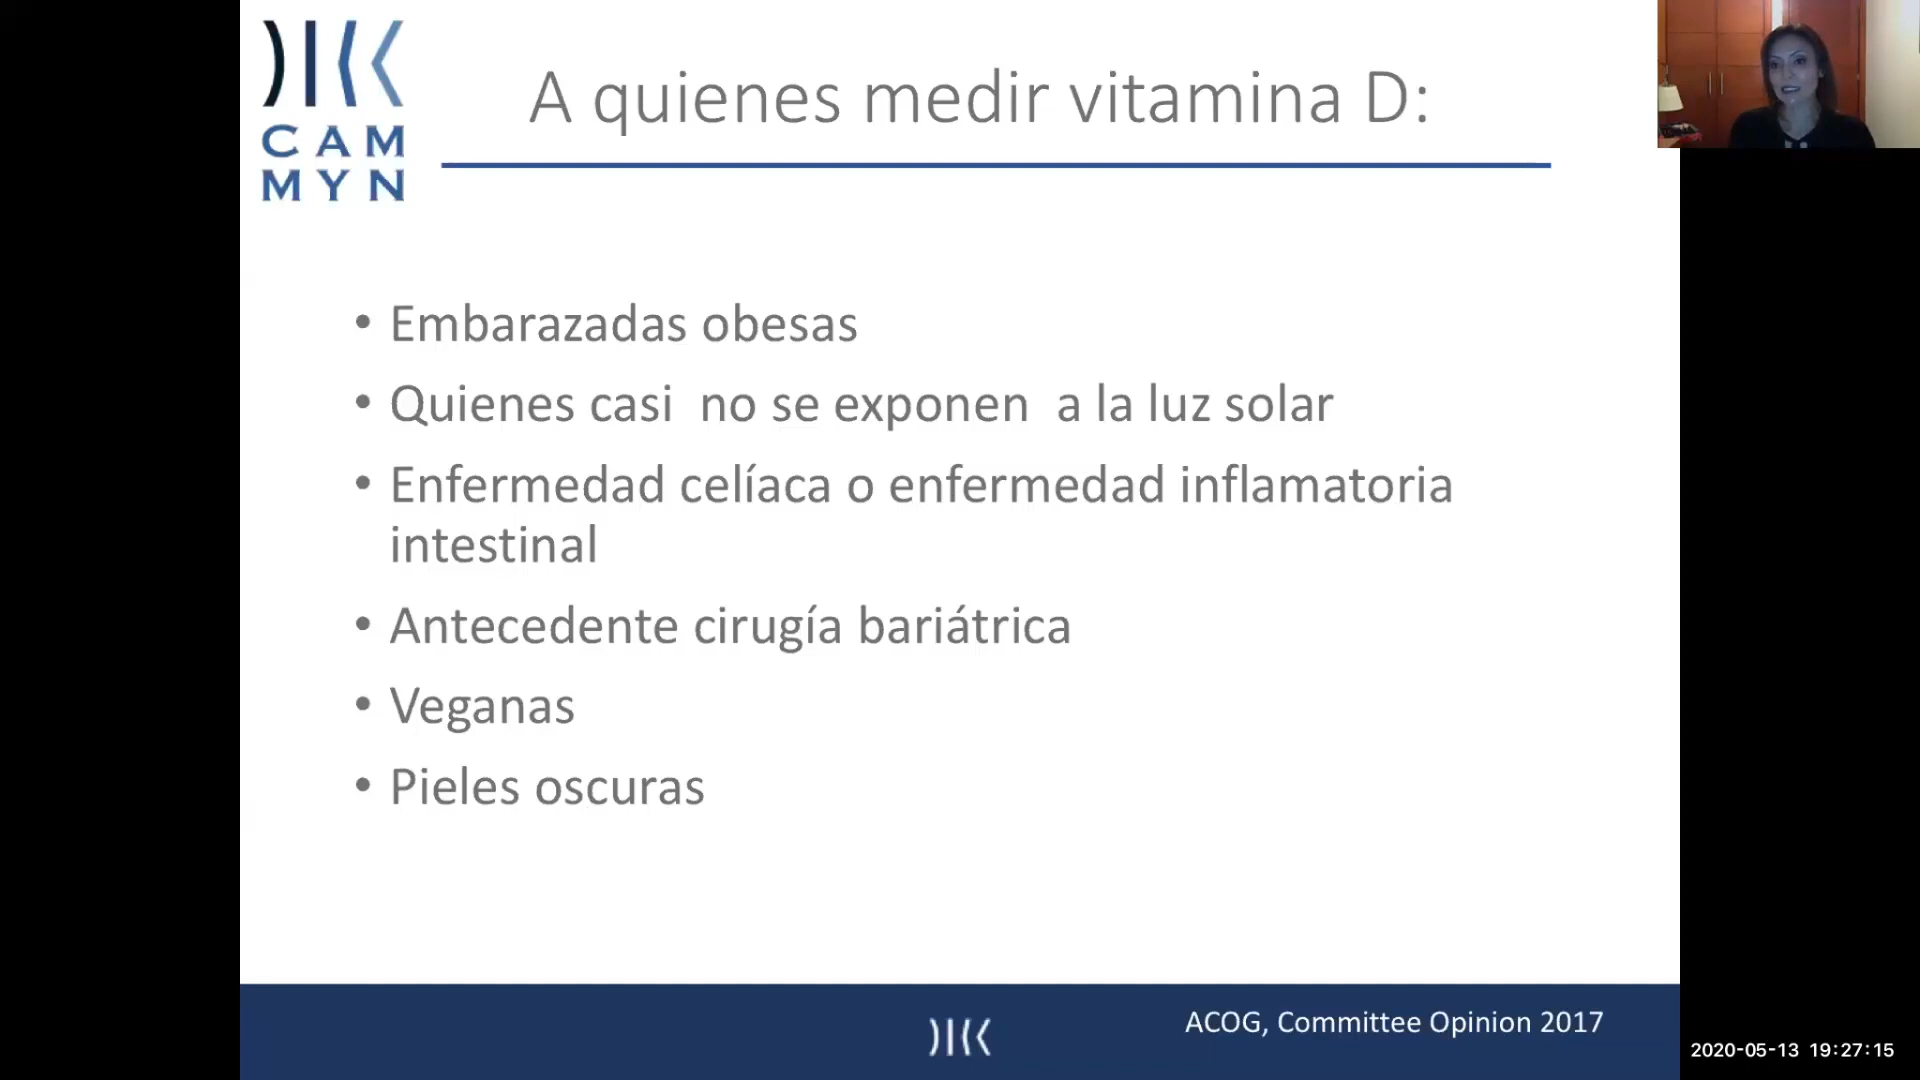 CAM
MYN
A quienes medir vitamina D:
• Embarazadas obesas
• Quienes casi  no se exponen  a la luz solar
• Enfermedad celíaca o enfermedad inflamatoria
intestinal
• Antecedente cirugía bariátrica
• Veganas
• Pieles oscuras
ACOG, Committee Opinion 2017
2020-05-13 19:27:15